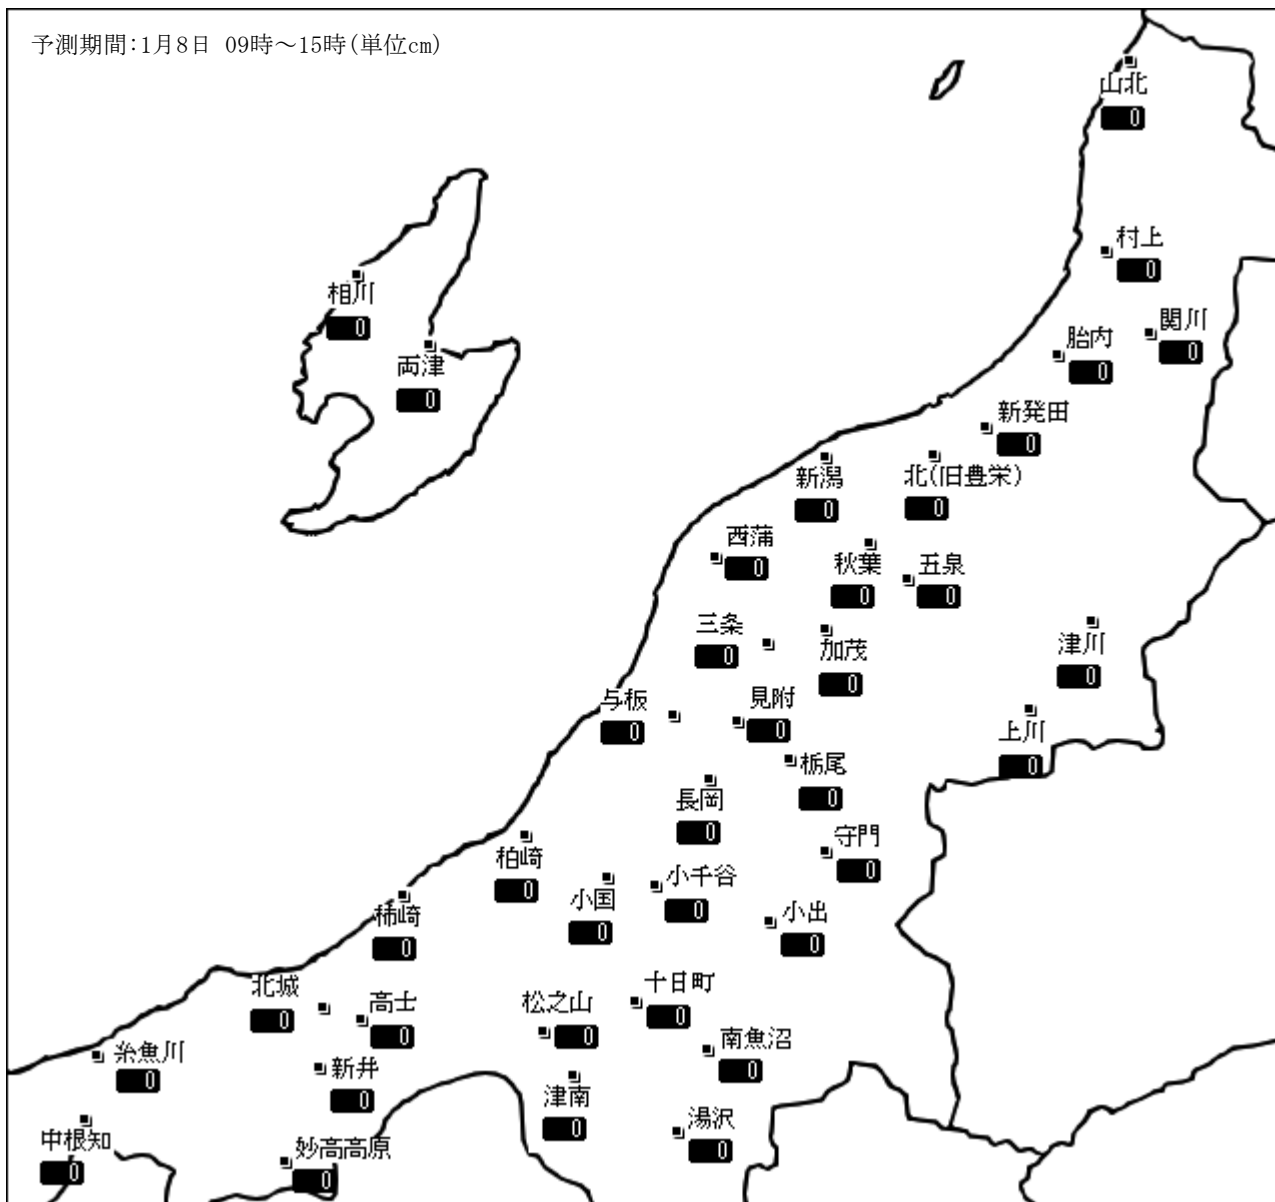 予測期間:1月8日 09時～15時(単位cm)
山北
0
村上
0
相川
0
関川
0
胎内
0
両津
0
新発田
0
新潟
0
北(旧豊栄)
0
西蒲
0
秋葉
0
五泉
0
三条
0
加茂
0
津川
0
与板
0
見附
0
上川
0
栃尾
0
長岡
0
守門
0
柏崎
0
小千谷
0
小国
0
柿崎
0
小出
0
北城
0
高士
0
松之山
0
十日町
0
南魚沼
0
糸魚川
0
新井
0
津南
0
湯沢
0
中根知
0
妙高高原
0